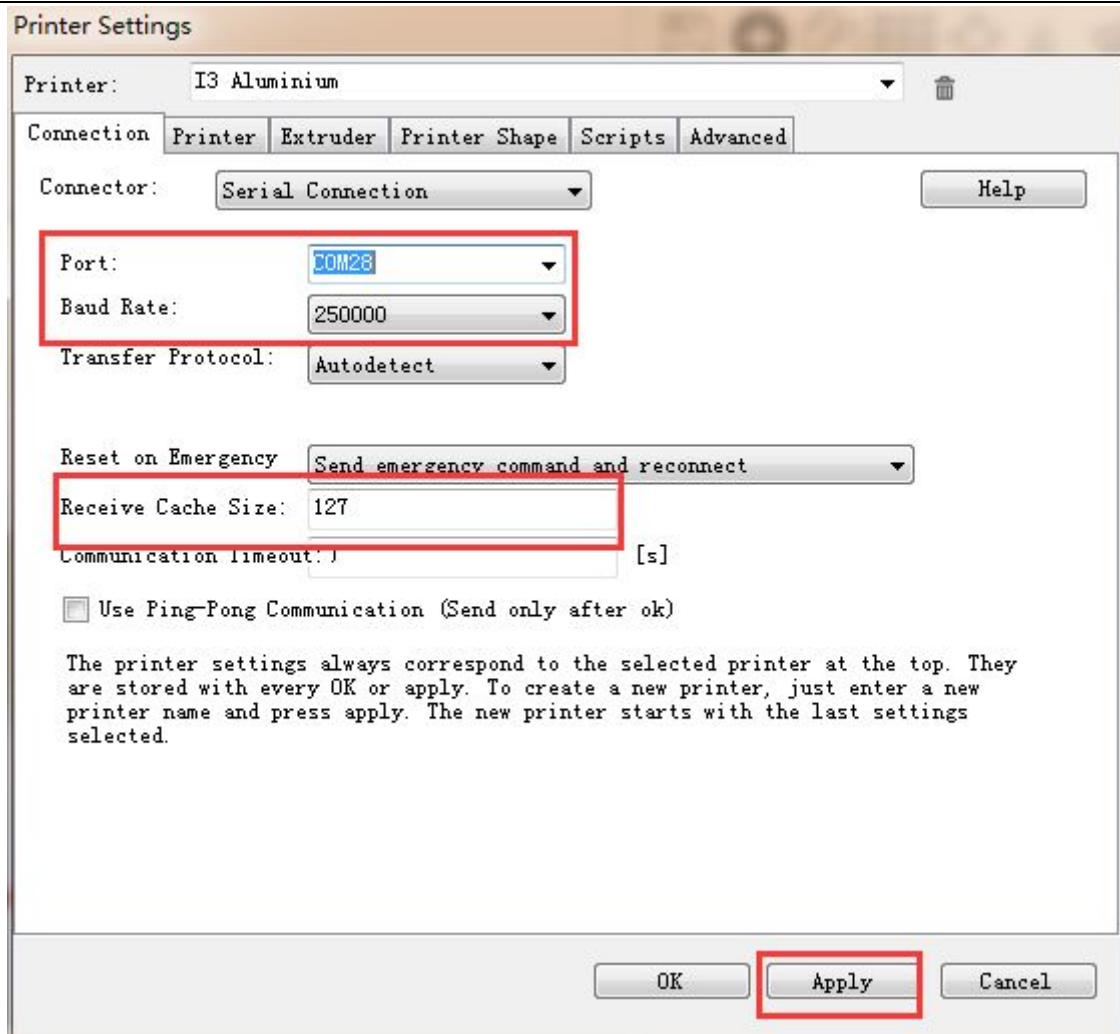 Printer Settings
Printer: I3 Aluminium
Connection Printer Extruder Printer Shape Scripts Advanced
Connector: Serial Connection Help
Port: COM28
Baud Rate: 250000
Transfer Protocol: Autodetect
Reset on Emergency Send emergency command and reconnect
Receive Cache Size: 127
Communication Timeout: [s]
Use Ping-Pong Communication (Send only after ok)
The printer settings always correspond to the selected printer at the top. They
are stored with every OK or apply. To create a new printer, just enter a new
printer name and press apply. The new printer starts with the last settings
selected.
OK Apply Cancel